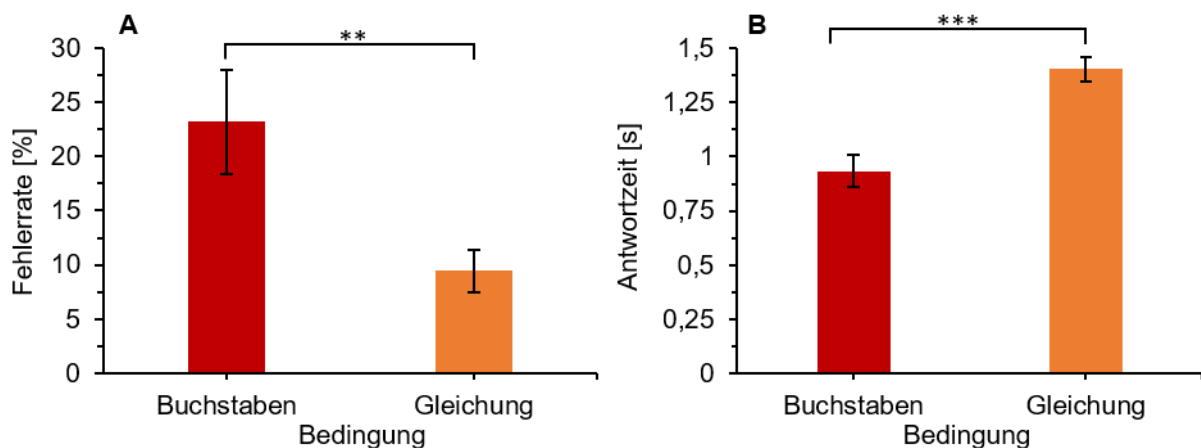 A
**
30
25
20
15
10
5
0
Fehlerrate [%]
Buchstaben
Gleichung
Bedingung
B
***
1,5
1,25
1
0,75
0,5
0,25
0
Antwortzeit [s]
Buchstaben
Gleichung
Bedingung